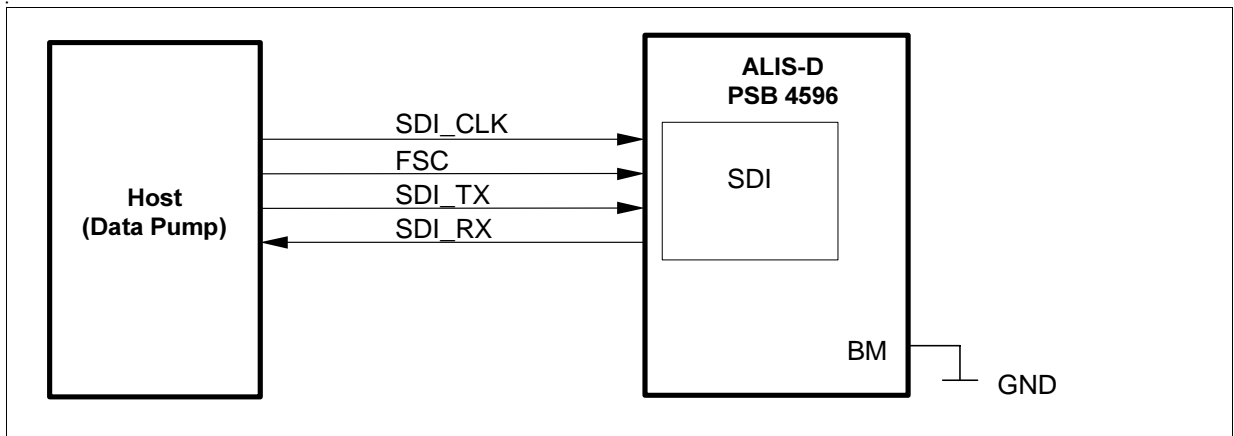 ALIS-D
PSB 4596
SDI_CLK
FSC
SDI
SDI_TX
Host
(Data Pump)
SDI_RX
BM
GND